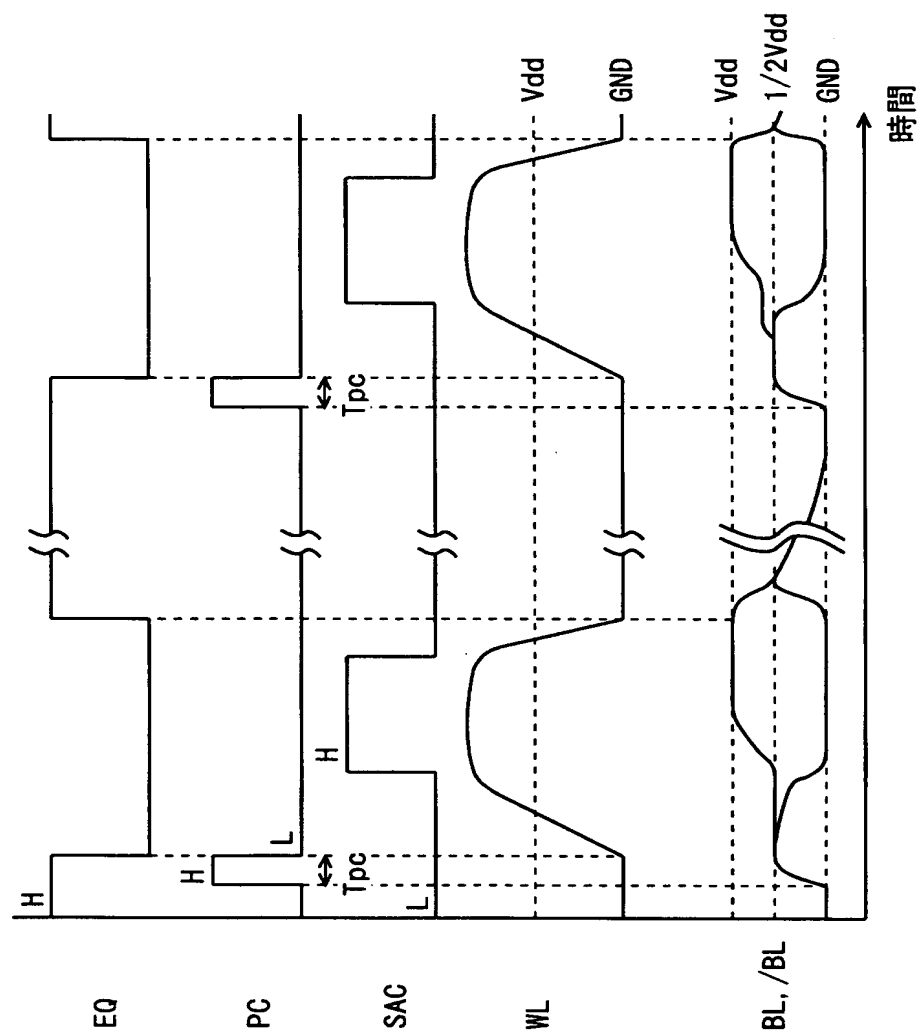 EQ
H
PC
H
L
Tpc
Tpc
SAC
L
H
WL
Vdd
GND
BL, /BL
Vdd
1/2Vdd
GND
時間